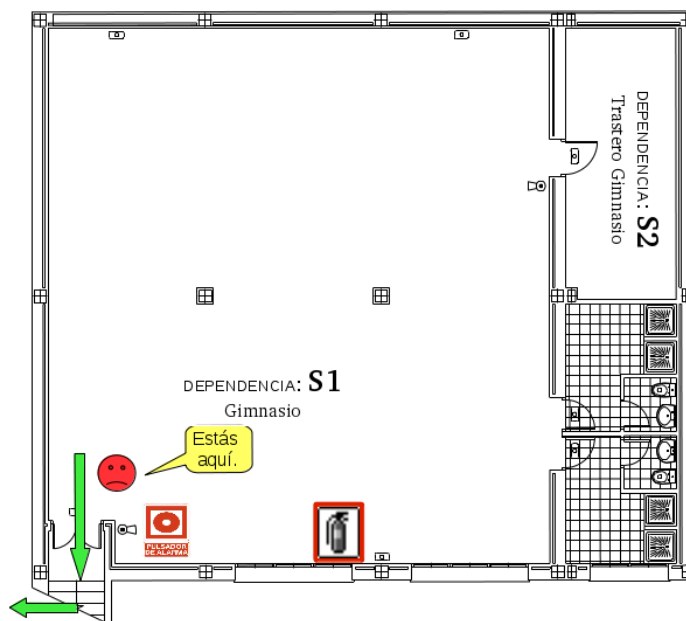 DEPENDENCIA: S2
Trastero Gimnasio
DEPENDENCIA: S1
Gimnasio
Estás
aquí.
PULSADOR
DE ALARMA